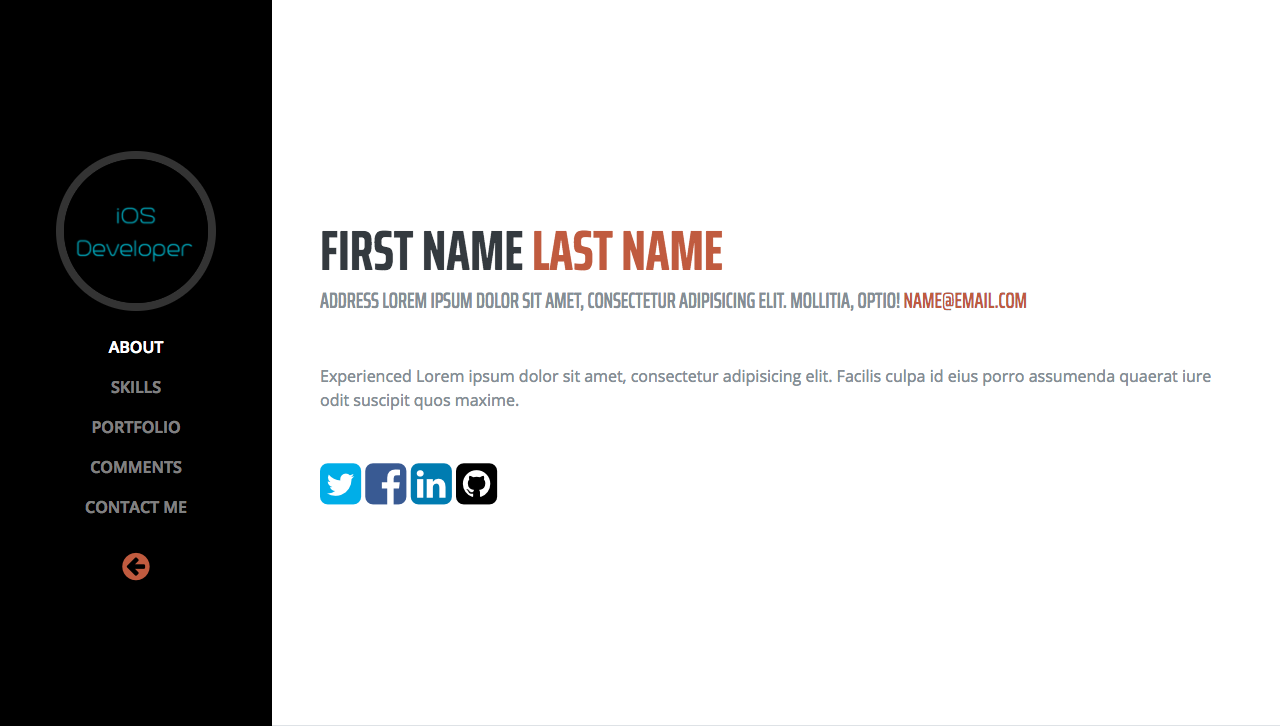 iOS
Developer
ABOUT
SKILLS
PORTFOLIO
COMMENTS
CONTACT ME
FIRST NAME LAST NAME
ADDRESS LOREM IPSUM DOLOR SIT AMET, CONSECTETUR ADIPISICING ELIT. MOLLITIA, OPTIO! NAME@EMAIL.COM
Experienced Lorem ipsum dolor sit amet, consectetur adipisicing elit. Facilis culpa id eius porro assumenda quaerat iure
odit suscipit quos maxime.